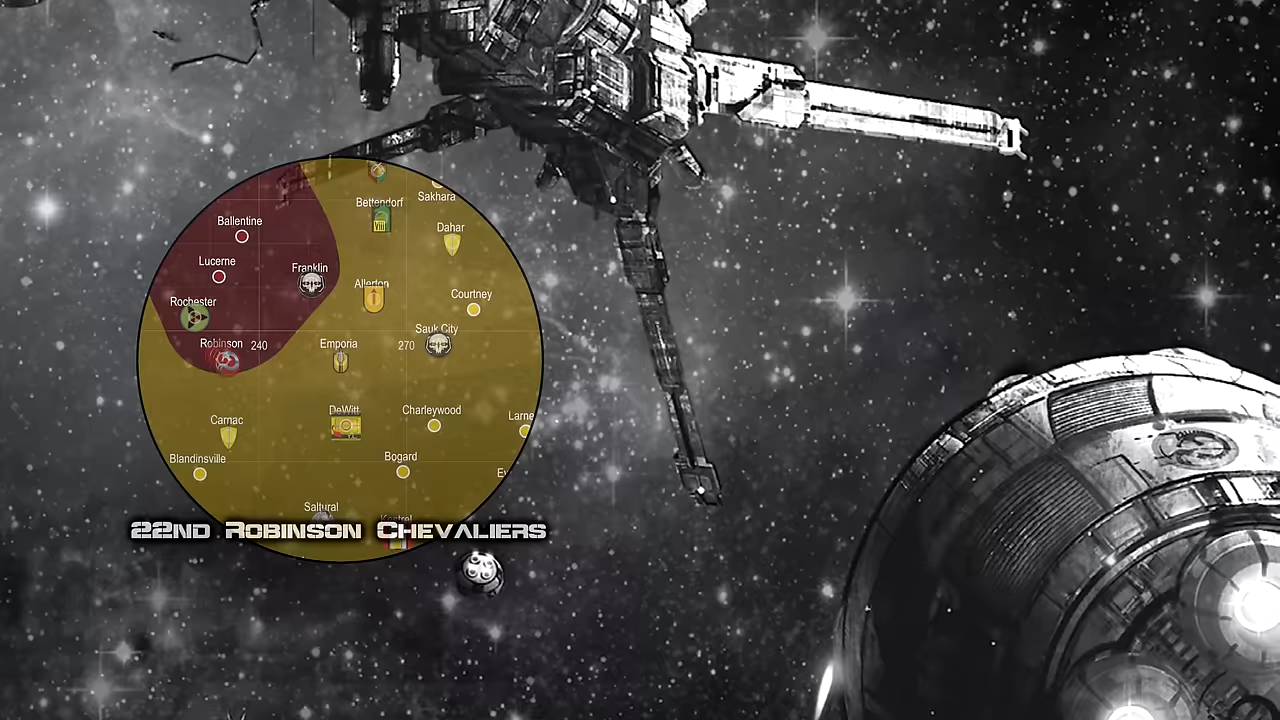 Bettendorf
Sakhara
Ballentine
Dahar
Lucerne
Franklin
Allerton
Courtney
Rochester
Sauk City
Robinson
240
Emporia
270
DeWitt
Charleywood
Carnac
Larne
Bogard
Blandinsville
Saltural
22nd Robinson Chevaliers